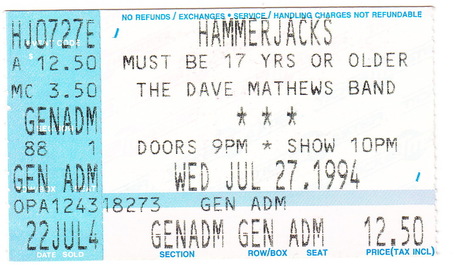 NO REFUNDS / EXCHANGES • SERVICE / HANDLING CHARGES NOT REFUNDABLE
HJ0727E
HAMMERJACKS
A 12.50
MUST BE 17 YRS OR OLDER
MC 3.50
THE DAVE MATHEWS BAND
GENADM
* * *
88 1
DOORS 9PM * SHOW 10PM
GEN ADM
WED JUL 27.1994
OPA1243 18273 GEN ADM
22JUL4
GENADM GEN ADM 12.50
DATE SOLD
SECTION ROW/BOX SEAT PRICE(TAX INCL)